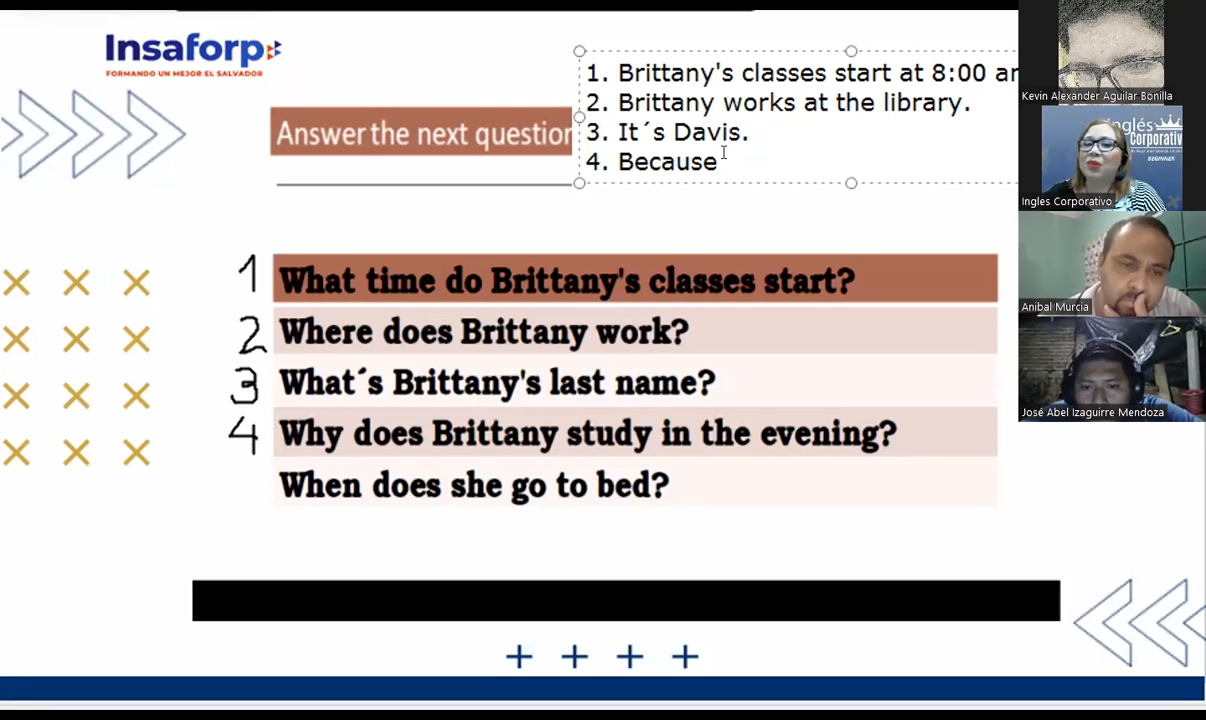 Insaforp
FORMANDO UN MEJOR EL SALVADOR
1. Brittany's classes start at 8:00 am
2. Brittany works at the library.
3. It´s Davis.
4. Because
Answer the next question
1 What time do Brittany's classes start?
2 Where does Brittany work?
3 What´s Brittany's last name?
4 Why does Brittany study in the evening?
When does she go to bed?
Kevin Alexander Aguilar Bonilla
inglés
Corporativo
BEGINNER
Ingles Corporativo
Anibal Murcia
José Abel Izaguirre Mendoza